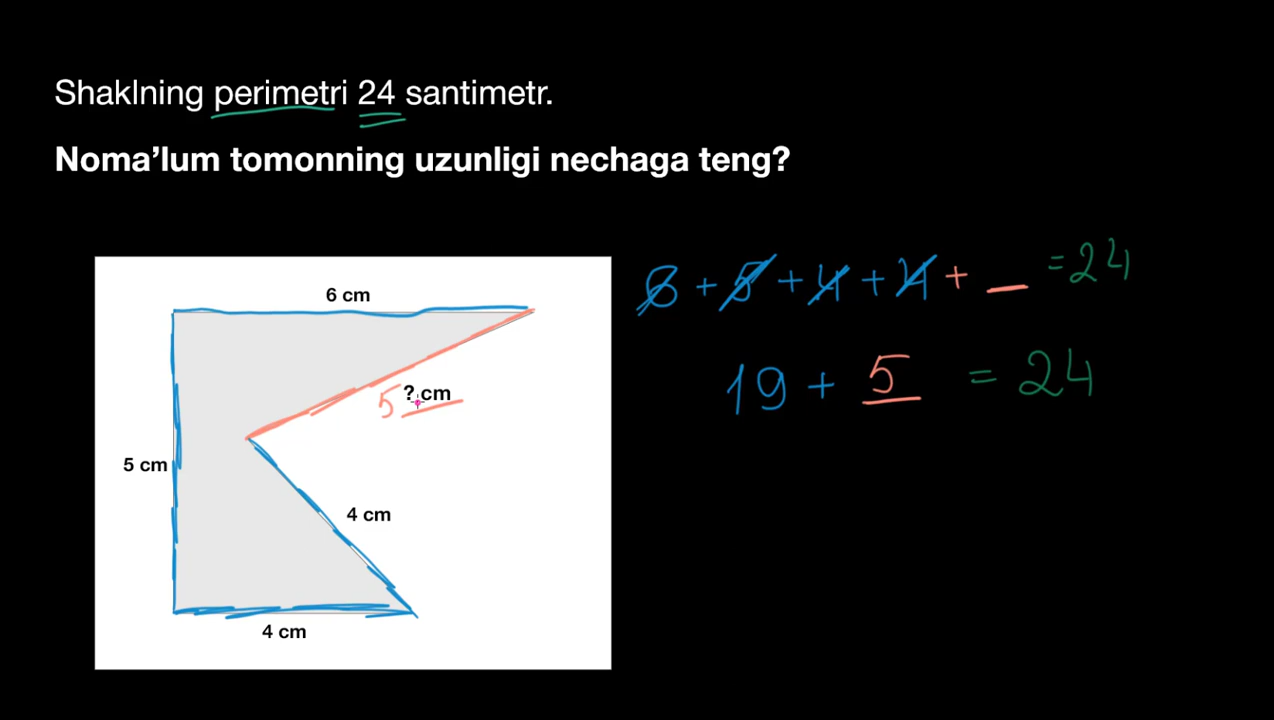 Shaklning perimetri 24 santimetr.
Noma’lum tomonning uzunligi nechaga teng?
6 + 5 + 4 + 4 + _ = 24
6 cm
19 + 5 = 24
5 ? cm
5 cm
4 cm
4 cm